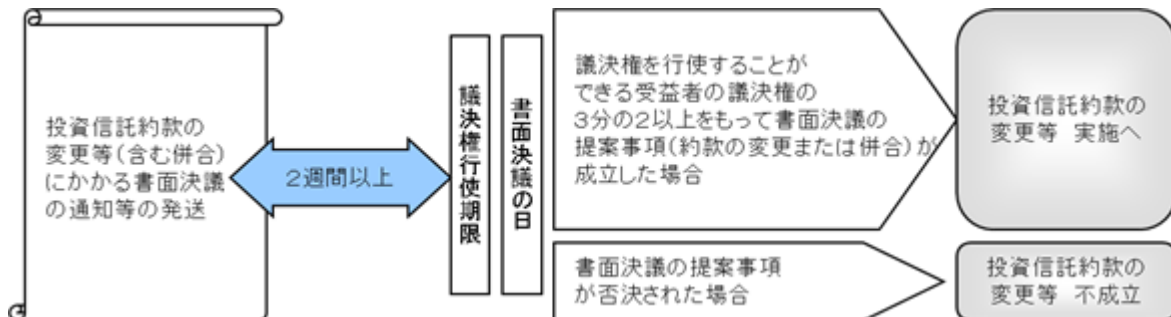 投資信託約款の
変更等(含む併合)
にかかる書面決議
の通知等の発送
2週間以上
議決権行使期限
書面決議の日
議決権を行使することが
できる受益者の議決権の
3分の2以上をもって書面決議の
提案事項(約款の変更または併合)が
成立した場合
投資信託約款の
変更等 実施へ
書面決議の提案事項
が否決された場合
投資信託約款の
変更等 不成立